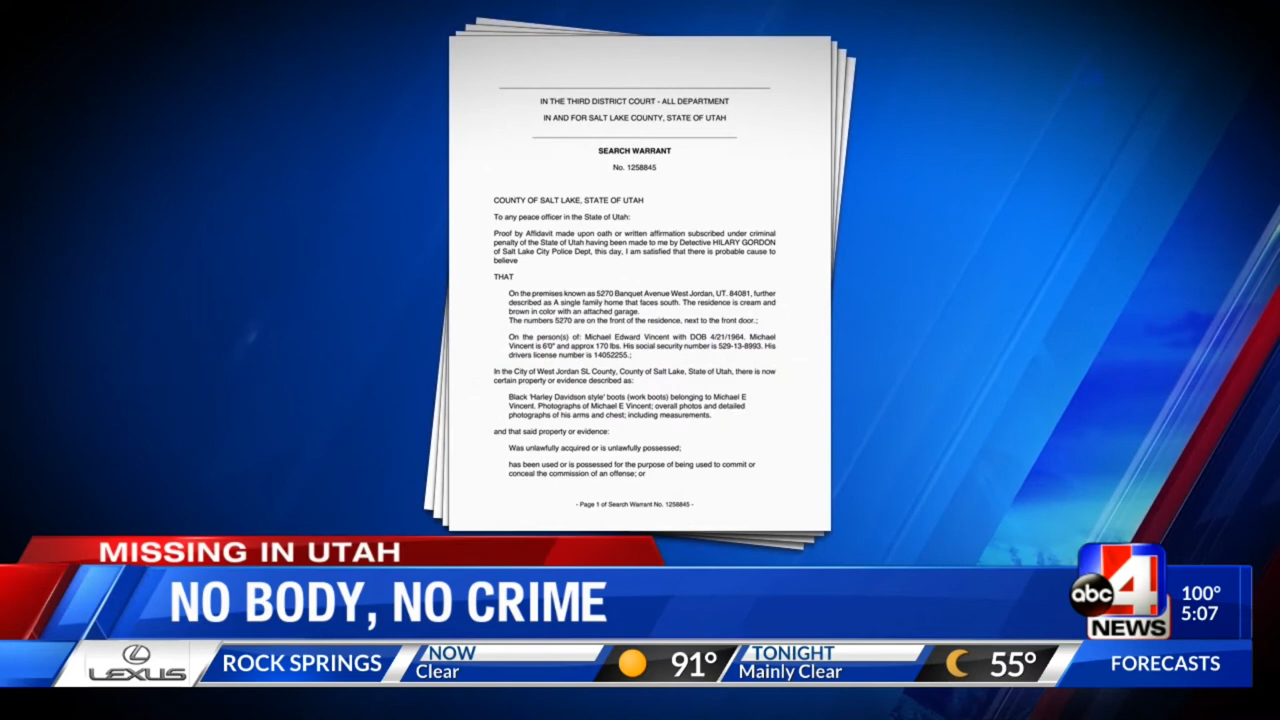 IN THE THIRD DISTRICT COURT - ALL DEPARTMENT
IN AND FOR SALT LAKE COUNTY, STATE OF UTAH
SEARCH WARRANT
No. 1258845
COUNTY OF SALT LAKE, STATE OF UTAH
To any peace officer in the State of Utah:
Proof by Affidavit made upon oath or written affirmation subscribed under criminal
penalty of the State of Utah having been made to me by Detective HILARY GORDON
of Salt Lake City Police Dept, this day, I am satisfied that there is probable cause to
believe
THAT
On the premises known as 5270 Banquet Avenue West Jordan, UT. 84081, further
described as A single family home that faces south. The residence is cream and
brown in color with an attached garage.
The numbers 5270 are on the front of the residence, next to the front door.;
On the person(s) of: Michael Edward Vincent with DOB 4/21/1964. Michael
Vincent is 6'0" and approx 170 lbs. His social security number is [redacted]. His
drivers license number is [redacted].;
In the City of West Jordan SL County, County of Salt Lake, State of Utah, there is now
certain property or evidence described as:
Black 'Harley Davidson style' boots (work boots) belonging to Michael E
Vincent. Photographs of Michael E Vincent; overall photos and detailed
photographs of his arms and chest; including measurements.
and that said property or evidence:
Was unlawfully acquired or is unlawfully possessed;
has been used or is possessed for the purpose of being used to commit or
conceal the commission of an offense; or
- Page 1 of Search Warrant No. 1258845 -
MISSING IN UTAH
NO BODY, NO CRIME
abc 4
NEWS
100°
5:07
LEXUS
ROCK SPRINGS
NOW
Clear
91°
TONIGHT
Mainly Clear
55°
FORECASTS